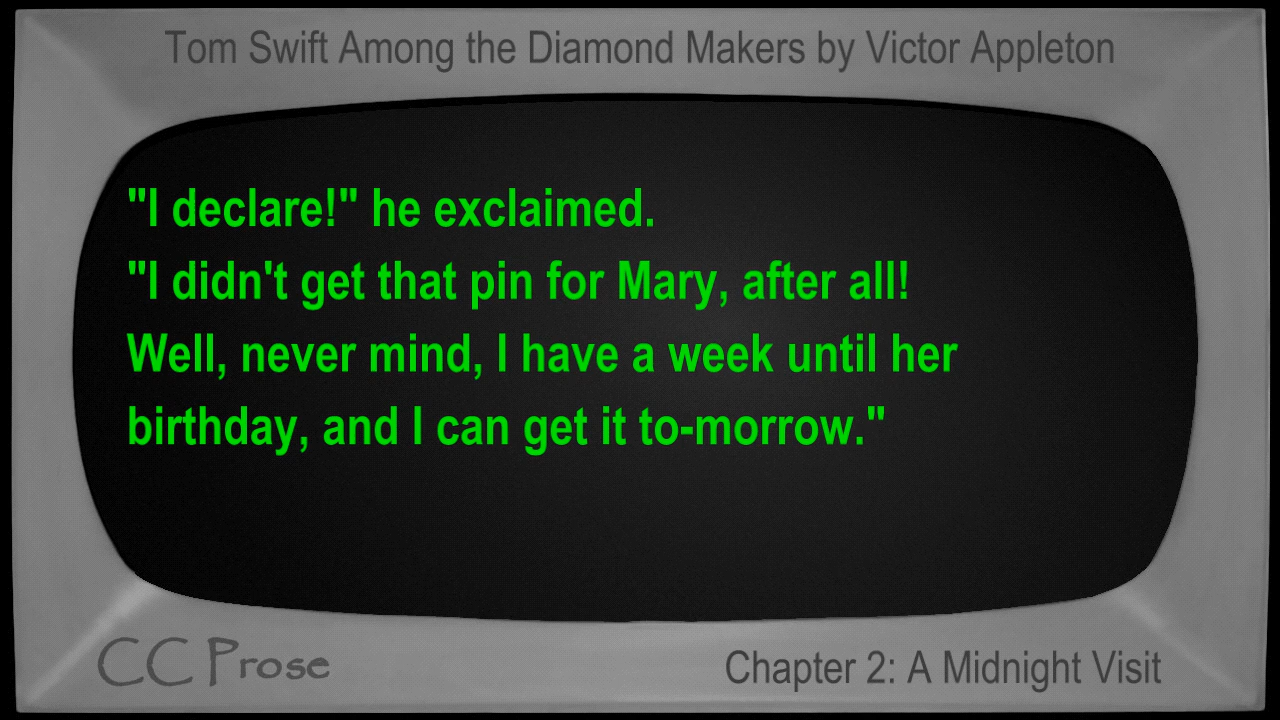 Tom Swift Among the Diamond Makers by Victor Appleton
"I declare!" he exclaimed.
"I didn't get that pin for Mary, after all!
Well, never mind, I have a week until her
birthday, and I can get it to-morrow."
CC Prose
Chapter 2: A Midnight Visit